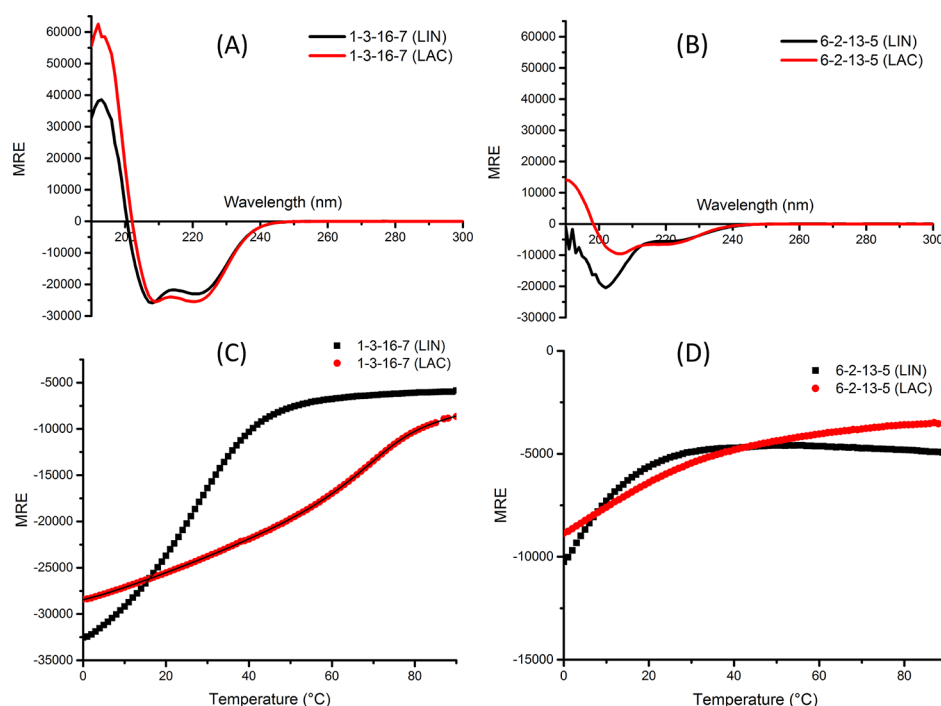 (A)
1-3-16-7 (LIN)
1-3-16-7 (LAC)
60000
50000
40000
30000
20000
10000
0
-10000
-20000
-30000
MRE
Wavelength (nm)
200
220
240
260
280
300
(B)
6-2-13-5 (LIN)
6-2-13-5 (LAC)
60000
50000
40000
30000
20000
10000
0
-10000
-20000
-30000
MRE
Wavelength (nm)
200
220
240
260
280
300
(C)
1-3-16-7 (LIN)
1-3-16-7 (LAC)
-5000
-10000
-15000
-20000
-25000
-30000
-35000
MRE
0
20
40
60
80
Temperature (°C)
(D)
6-2-13-5 (LIN)
6-2-13-5 (LAC)
0
-5000
-10000
-15000
MRE
0
20
40
60
80
Temperature (°C)